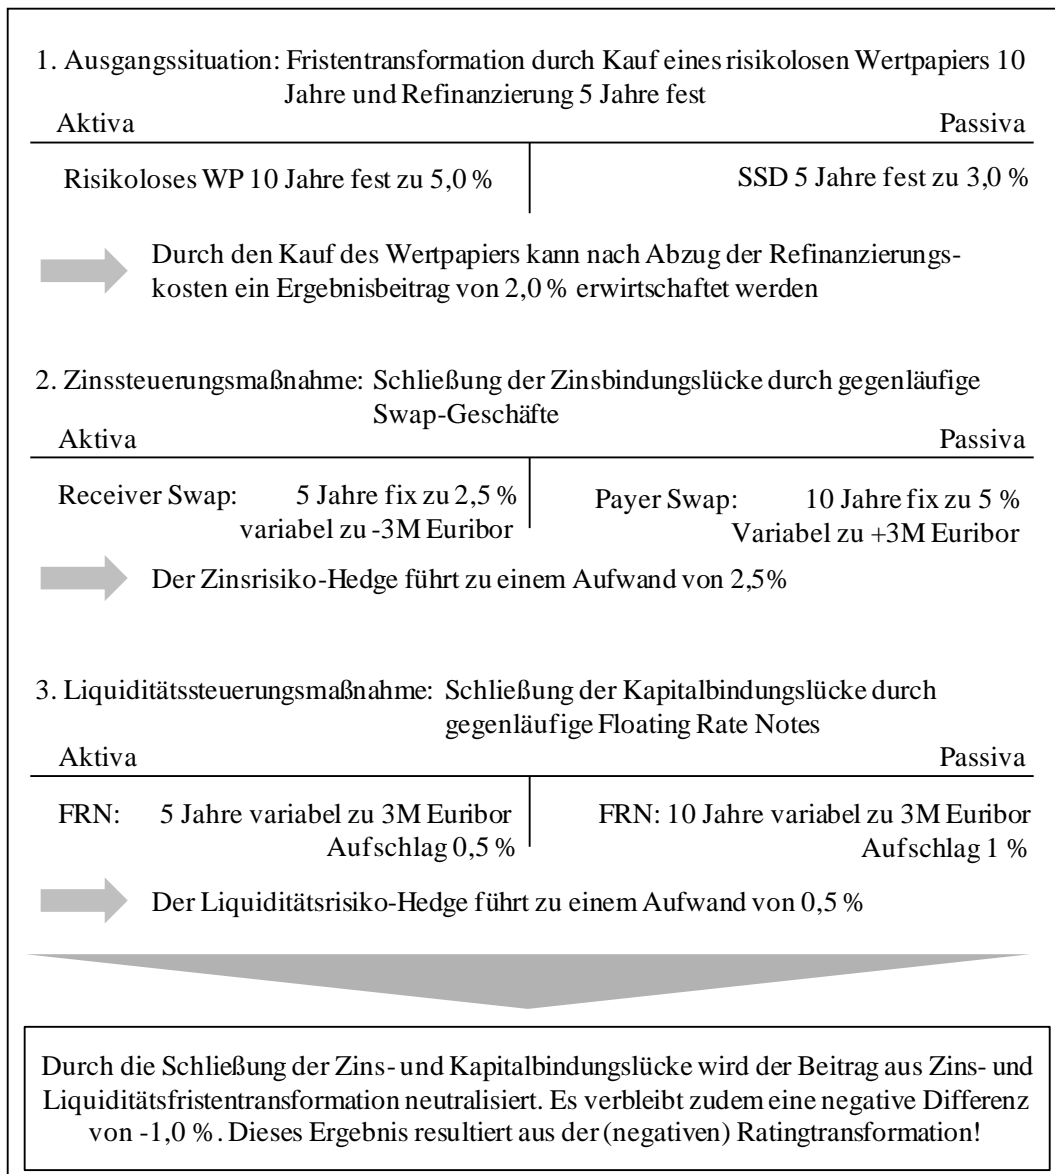 1. Ausgangssituation: Fristentransformation durch Kauf eines risikolosen Wertpapiers 10
Jahre und Refinanzierung 5 Jahre fest
Aktiva
Passiva
Risikoloses WP 10 Jahre fest zu 5,0 %
SSD 5 Jahre fest zu 3,0 %
Durch den Kauf des Wertpapiers kann nach Abzug der Refinanzierungs-
kosten ein Ergebnisbeitrag von 2,0 % erwirtschaftet werden
2. Zinssteuerungsmaßnahme: Schließung der Zinsbindungslücke durch gegenläufige
Swap-Geschäfte
Aktiva
Passiva
Receiver Swap: 5 Jahre fix zu 2,5 %
variabel zu -3M Euribor
Payer Swap: 10 Jahre fix zu 5 %
Variabel zu +3M Euribor
Der Zinsrisiko-Hedge führt zu einem Aufwand von 2,5%
3. Liquiditätssteuerungsmaßnahme: Schließung der Kapitalbindungslücke durch
gegenläufige Floating Rate Notes
Aktiva
Passiva
FRN: 5 Jahre variabel zu 3M Euribor
Aufschlag 0,5 %
FRN: 10 Jahre variabel zu 3M Euribor
Aufschlag 1 %
Der Liquiditätsrisiko-Hedge führt zu einem Aufwand von 0,5 %
Durch die Schließung der Zins- und Kapitalbindungslücke wird der Beitrag aus Zins- und
Liquiditätsfristentransformation neutralisiert. Es verbleibt zudem eine negative Differenz
von -1,0 %. Dieses Ergebnis resultiert aus der (negativen) Ratingtransformation!